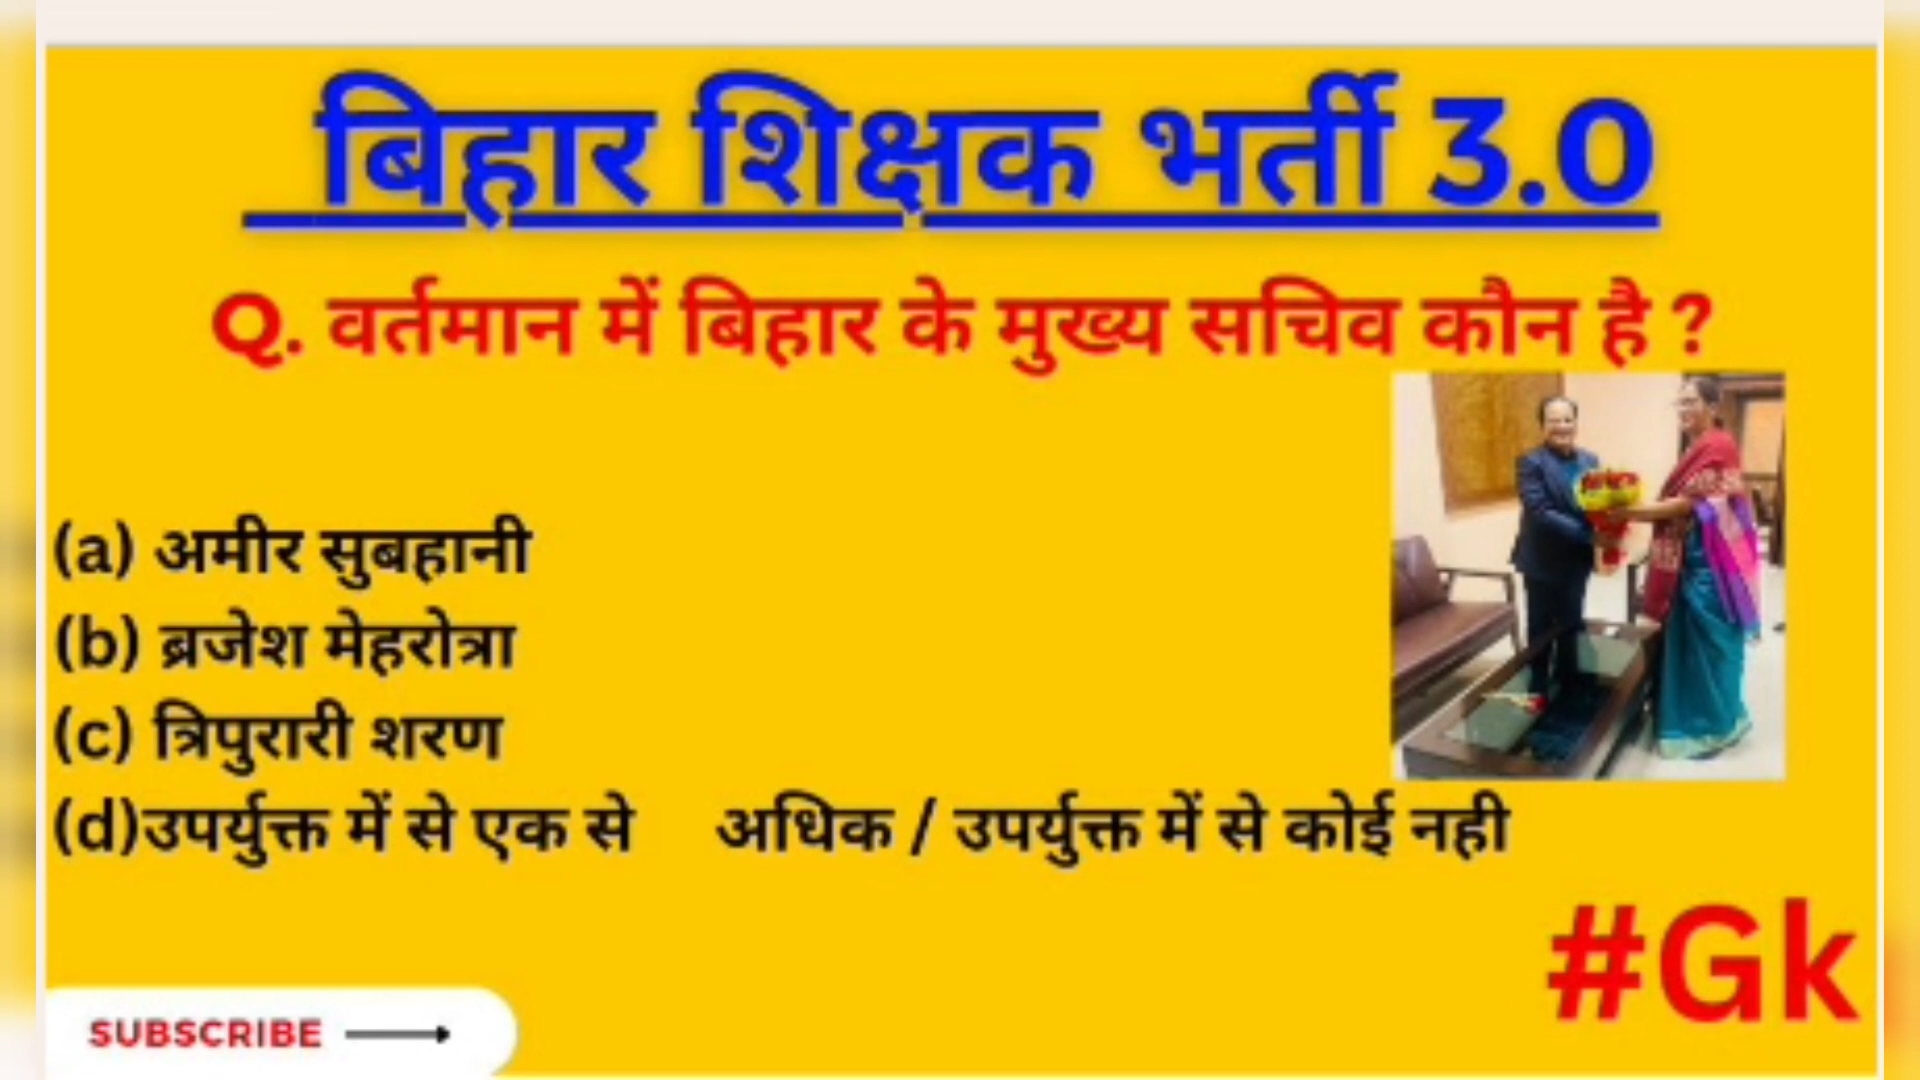 बिहार शिक्षक भर्ती 3.0
Q. वर्तमान में बिहार के मुख्य सचिव कौन है ?
(a) अमीर सुबहानी
(b) ब्रजेश मेहरोत्रा
(c) त्रिपुरारी शरण
(d)उपर्युक्त में से एक से अधिक / उपर्युक्त में से कोई नही
#Gk
SUBSCRIBE